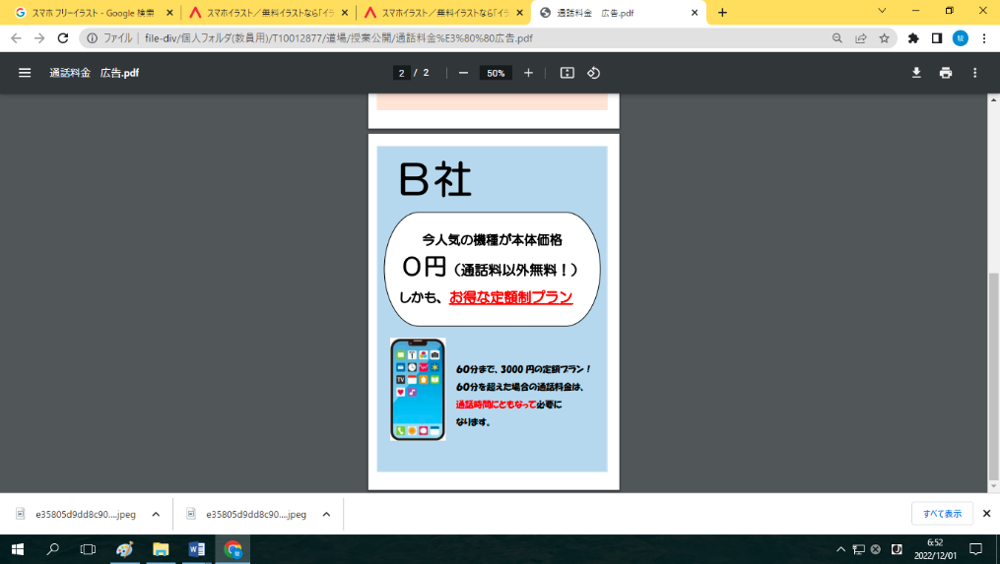 スマホ フリーイラスト - Google 検索
スマホイラスト／無料イラストなら「イラ
スマホイラスト／無料イラストなら「イラ
通話料金　広告.pdf
ファイル | file-div/個人フォルダ(教員用)/T10012877/道場/授業公開/通話料金%E3%80%80広告.pdf
通話料金　広告.pdf
2 / 2
50%
B社
今人気の機種が本体価格
０円（通話料以外無料！）
しかも、お得な定額制プラン
60分まで、3000 円の定額プラン！
60分を超えた場合の通話料金は、
通話時間にともなって必要に
なります。
e35805d9dd8c90....jpeg
e35805d9dd8c90....jpeg
すべて表示
6:52
2022/12/01